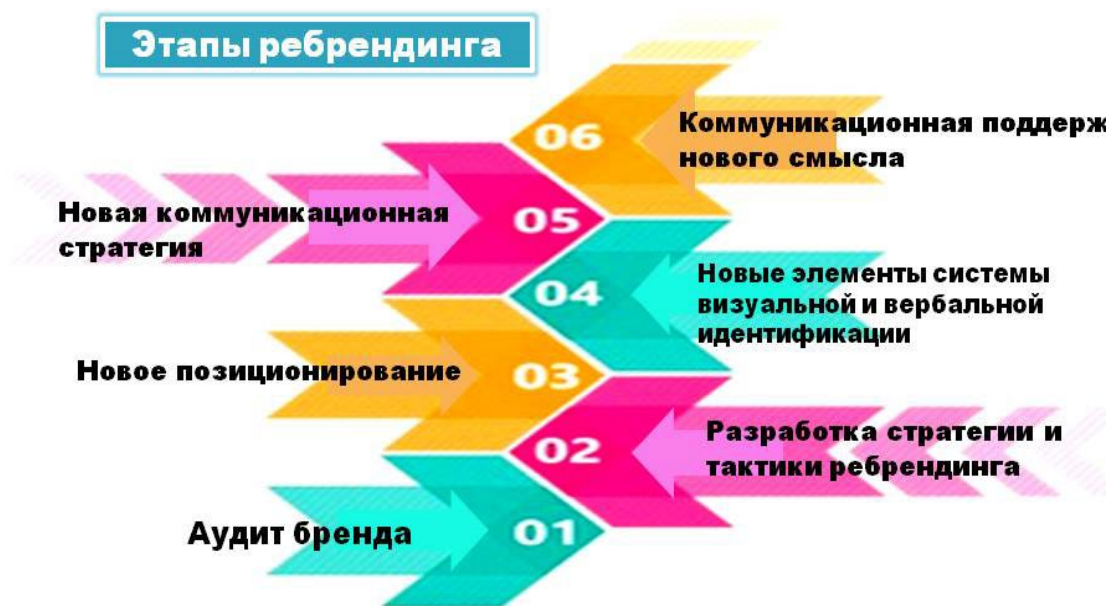 Этапы ребрендинга
06
Коммуникационная поддерж
нового смысла
05
Новая коммуникационная
стратегия
04
Новые элементы системы
визуальной и вербальной
идентификации
03
Новое позиционирование
02
Разработка стратегии и
тактики ребрендинга
01
Аудит бренда